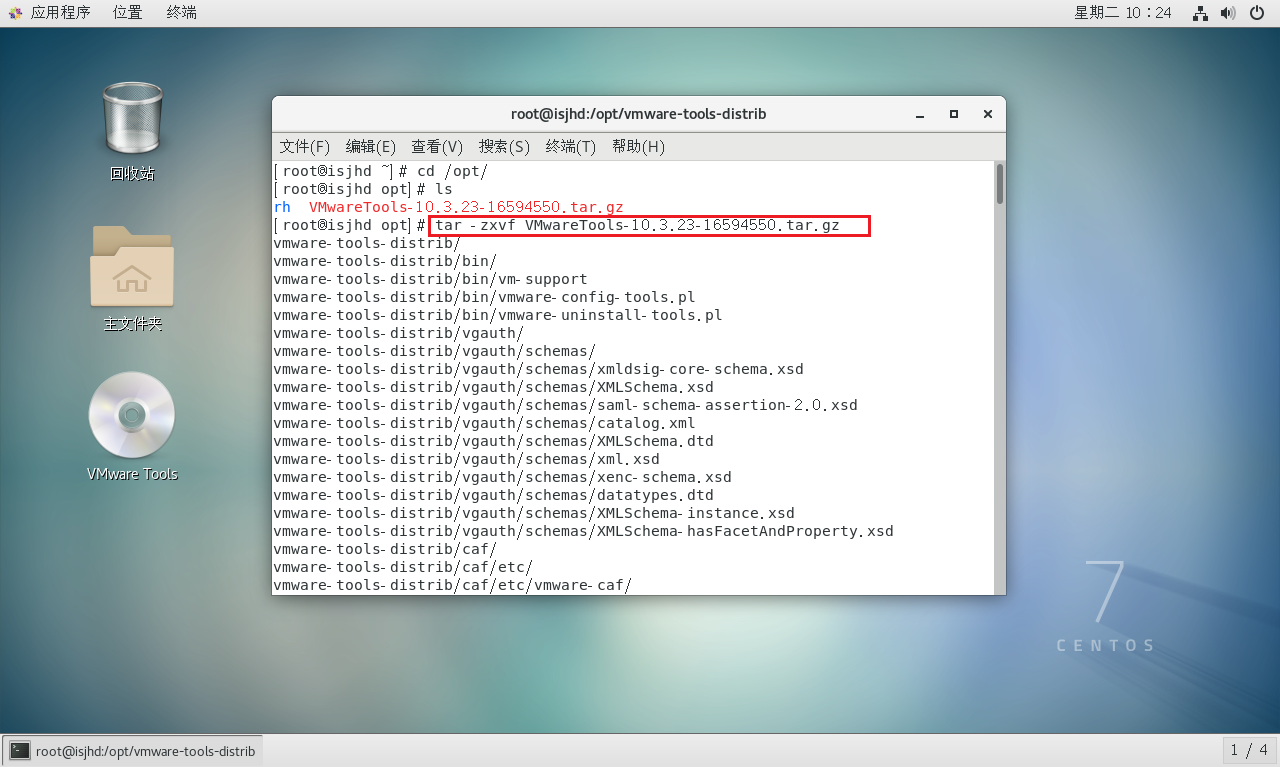 应用程序 位置 终端 星期二 10：24
回收站
主文件夹
VMware Tools
root@isjhd:/opt/vmware-tools-distrib
文件(F) 编辑(E) 查看(V) 搜索(S) 终端(T) 帮助(H)
[root@isjhd ~]# cd /opt/
[root@isjhd opt]# ls
rh  VMwareTools-10.3.23-16594550.tar.gz
[root@isjhd opt]# tar -zxvf VMwareTools-10.3.23-16594550.tar.gz
vmware-tools-distrib/
vmware-tools-distrib/bin/
vmware-tools-distrib/bin/vm-support
vmware-tools-distrib/bin/vmware-config-tools.pl
vmware-tools-distrib/bin/vmware-uninstall-tools.pl
vmware-tools-distrib/vgauth/
vmware-tools-distrib/vgauth/schemas/
vmware-tools-distrib/vgauth/schemas/xmldsig-core-schema.xsd
vmware-tools-distrib/vgauth/schemas/XMLSchema.xsd
vmware-tools-distrib/vgauth/schemas/saml-schema-assertion-2.0.xsd
vmware-tools-distrib/vgauth/schemas/catalog.xml
vmware-tools-distrib/vgauth/schemas/XMLSchema.dtd
vmware-tools-distrib/vgauth/schemas/xml.xsd
vmware-tools-distrib/vgauth/schemas/xenc-schema.xsd
vmware-tools-distrib/vgauth/schemas/datatypes.dtd
vmware-tools-distrib/vgauth/schemas/XMLSchema-instance.xsd
vmware-tools-distrib/vgauth/schemas/XMLSchema-hasFacetAndProperty.xsd
vmware-tools-distrib/caf/
vmware-tools-distrib/caf/etc/
vmware-tools-distrib/caf/etc/vmware-caf/
7
CENTOS
root@isjhd:/opt/vmware-tools-distrib
1 / 4